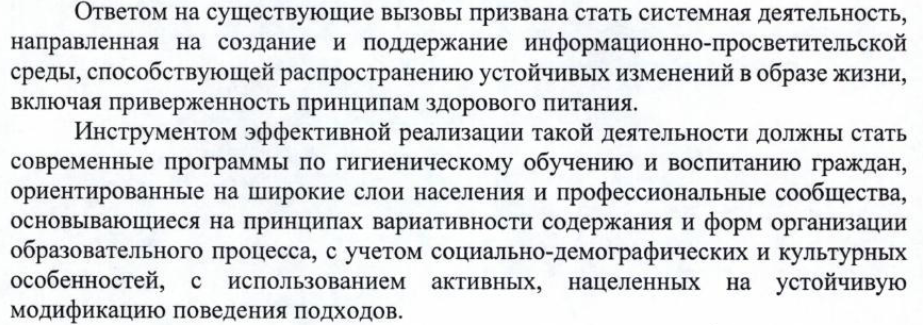 Ответом на существующие вызовы призвана стать системная деятельность,
направленная на создание и поддержание информационно-просветительской
среды, способствующей распространению устойчивых изменений в образе жизни,
включая приверженность принципам здорового питания.
Инструментом эффективной реализации такой деятельности должны стать
современные программы по гигиеническому обучению и воспитанию граждан,
ориентированные на широкие слои населения и профессиональные сообщества,
основывающиеся на принципах вариативности содержания и форм организации
образовательного процесса, с учетом социально-демографических и культурных
особенностей, с использованием активных, нацеленных на устойчивую
модификацию поведения подходов.